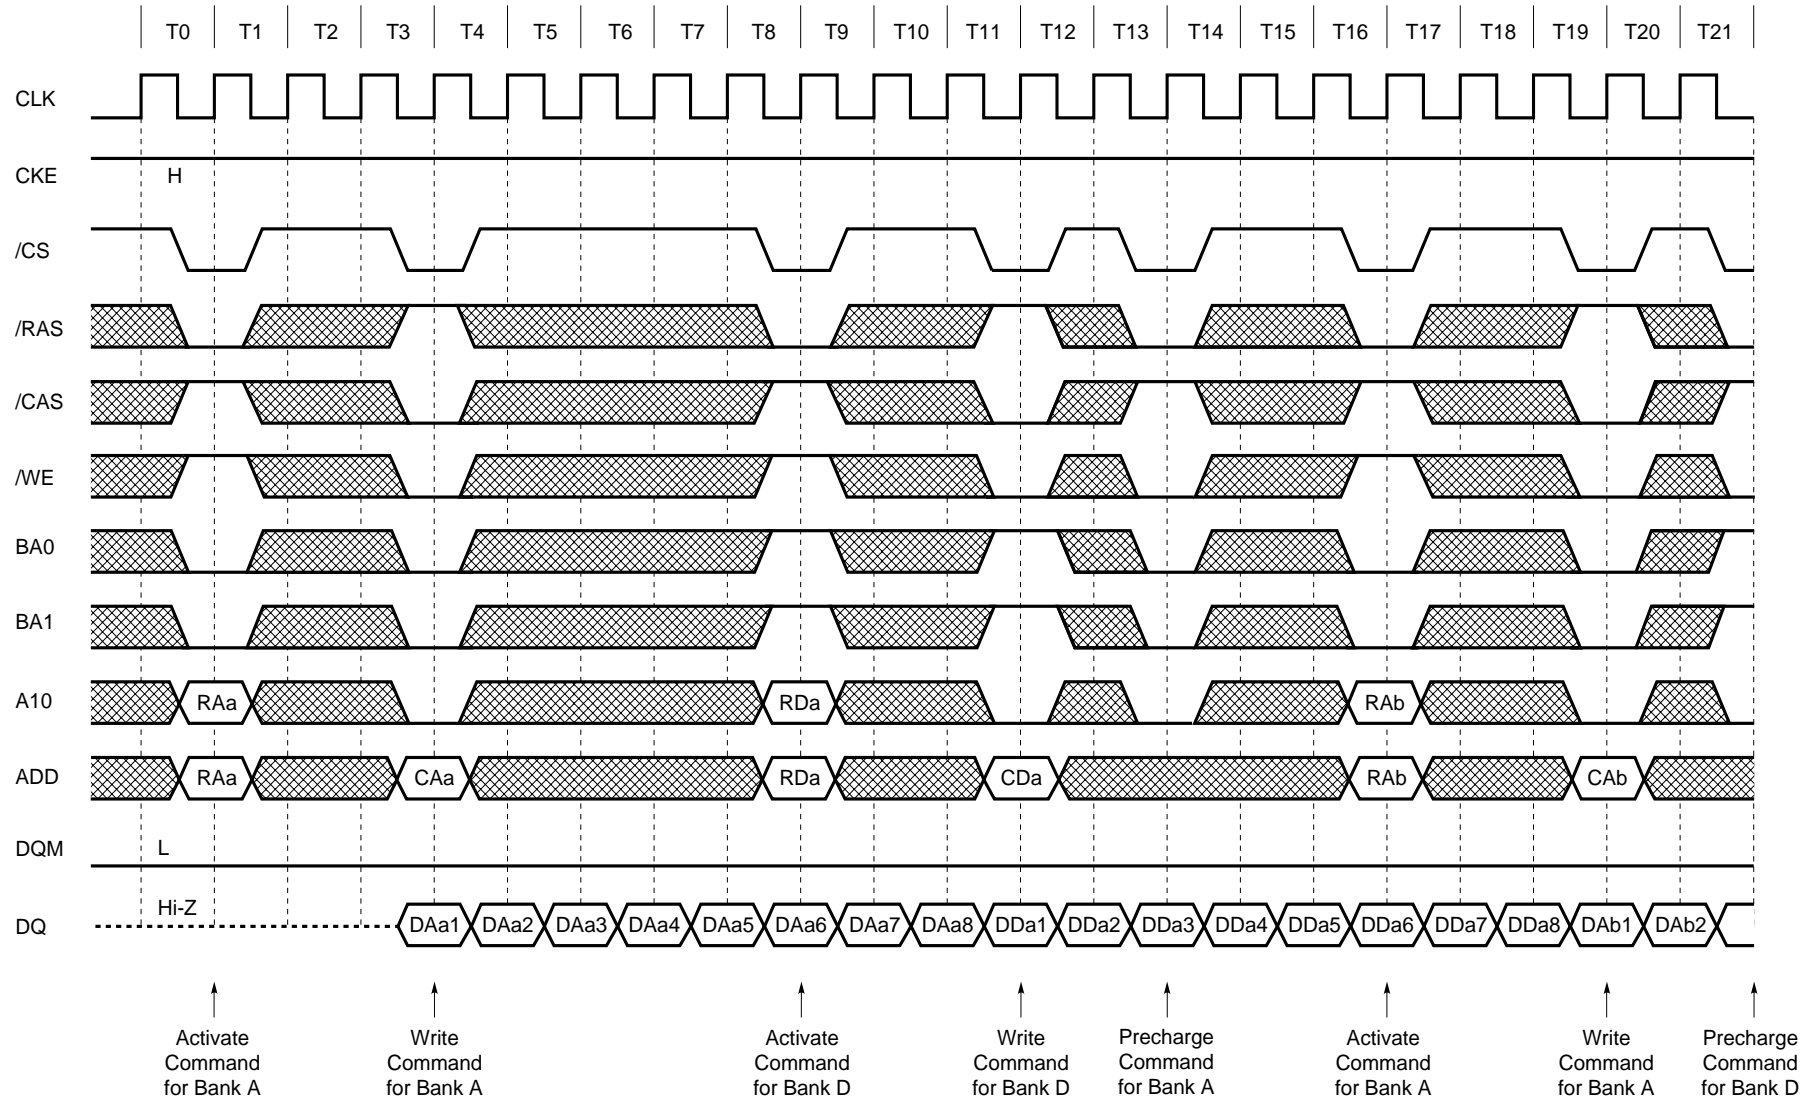 T0 T1 T2 T3 T4 T5 T6 T7 T8 T9 T10 T11 T12 T13 T14 T15 T16 T17 T18 T19 T20 T21
CLK
CKE H
/CS
/RAS
/CAS
/WE
BA0
BA1
A10 RAa RDa RAb
ADD RAa CAa RDa CDa RAb CAb
DQM L
Hi-Z
DQ DAa1 DAa2 DAa3 DAa4 DAa5 DAa6 DAa7 DAa8 DDa1 DDa2 DDa3 DDa4 DDa5 DDa6 DDa7 DDa8 DAb1 DAb2
Activate
Command
for Bank A
Write
Command
for Bank A
Activate
Command
for Bank D
Write
Command
for Bank D
Precharge
Command
for Bank A
Activate
Command
for Bank A
Write
Command
for Bank A
Precharge
Command
for Bank D